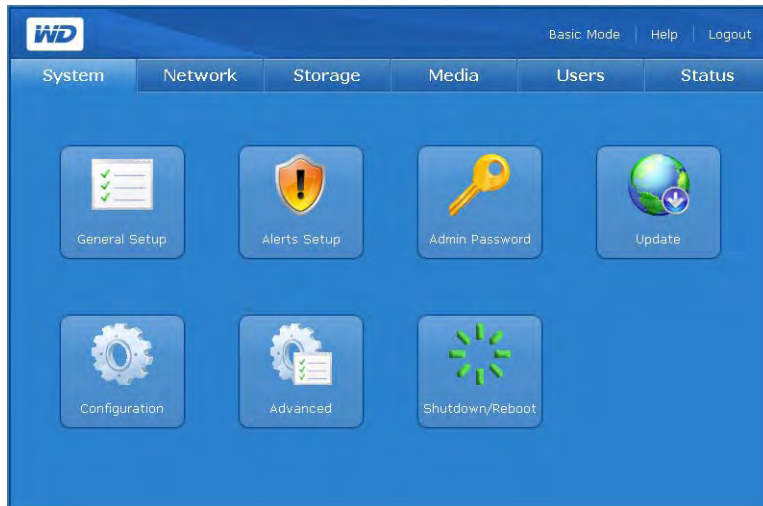 WD
Basic Mode Help Logout
System Network Storage Media Users Status
General Setup Alerts Setup Admin Password Update
Configuration Advanced Shutdown/Reboot